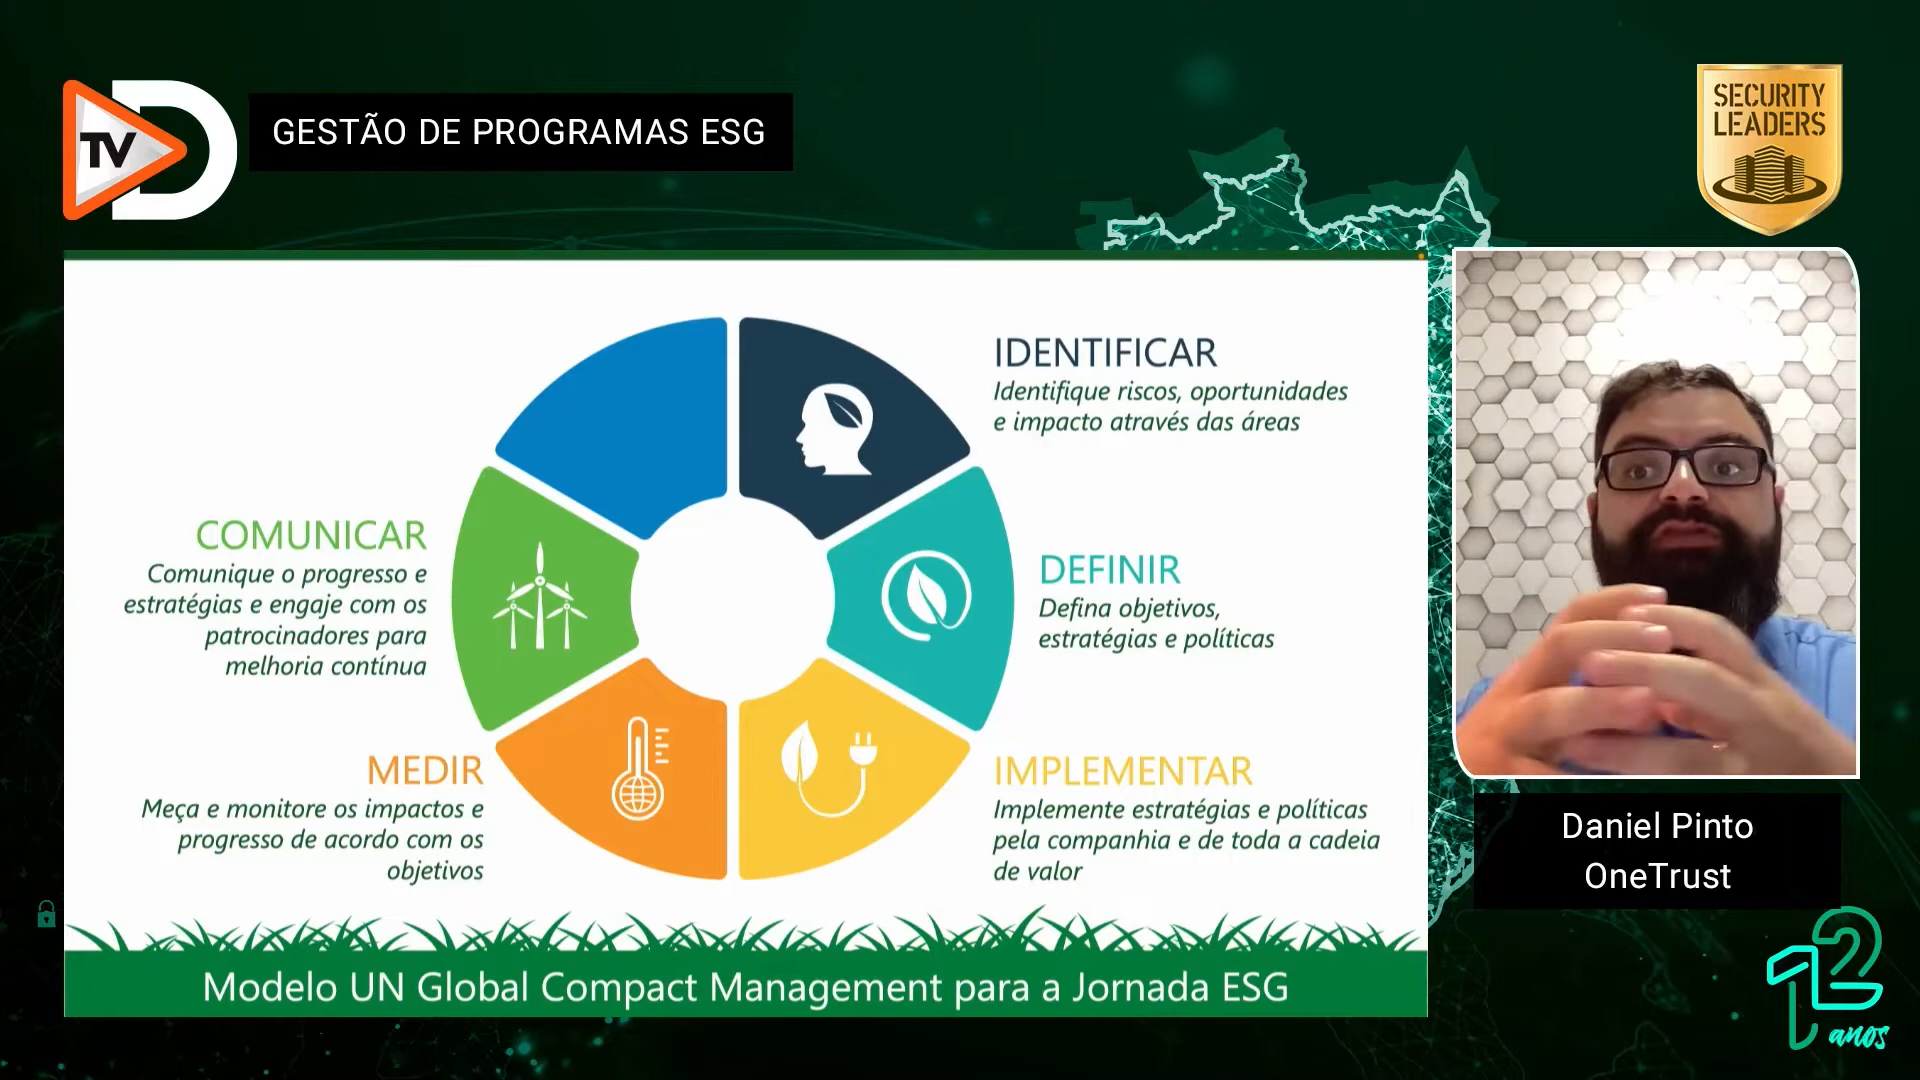 TV D
GESTÃO DE PROGRAMAS ESG
SECURITY
LEADERS
IDENTIFICAR
Identifique riscos, oportunidades
e impacto através das áreas
DEFINIR
Defina objetivos,
estratégias e políticas
IMPLEMENTAR
Implemente estratégias e políticas
pela companhia e de toda a cadeia
de valor
MEDIR
Meça e monitore os impactos e
progresso de acordo com os
objetivos
COMUNICAR
Comunique o progresso e
estratégias e engaje com os
patrocinadores para
melhoria contínua
Modelo UN Global Compact Management para a Jornada ESG
Daniel Pinto
OneTrust
12
anos